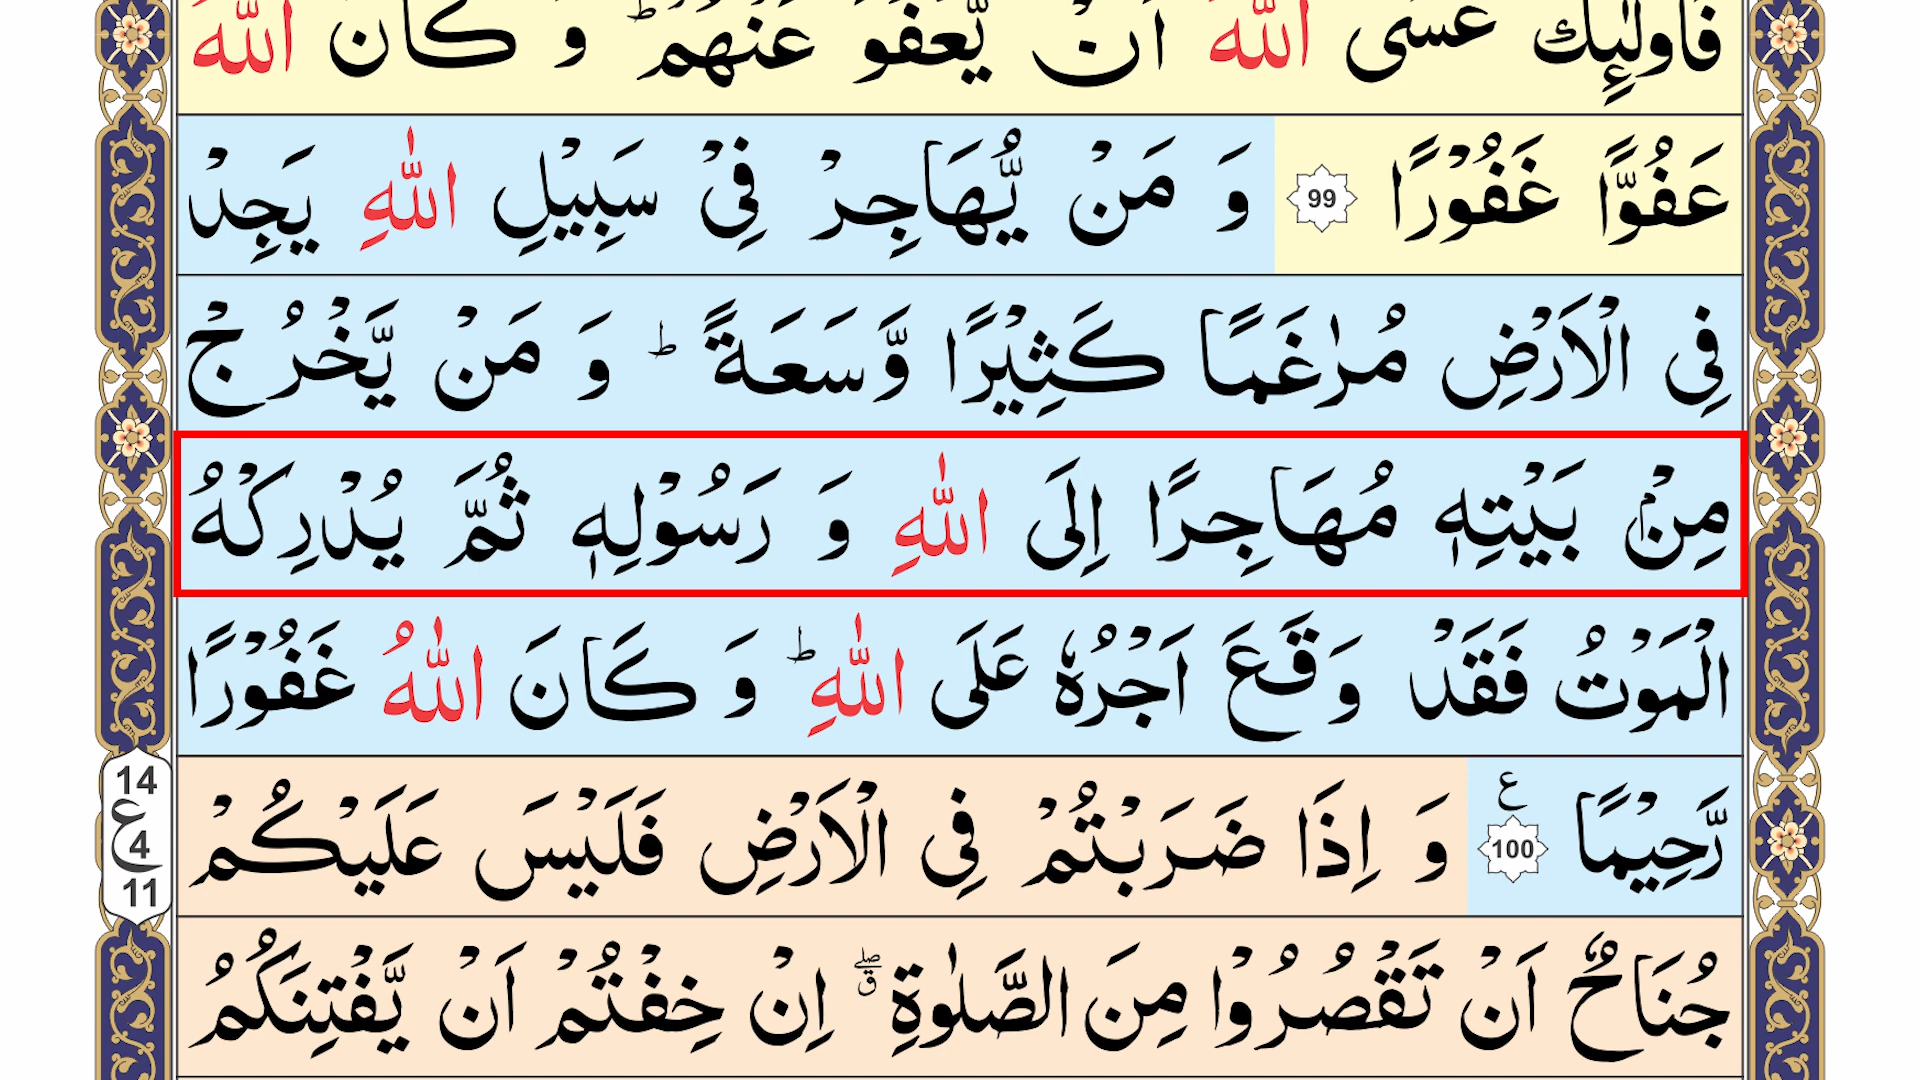 فَاُولٰٓئِكَ عَسَى اللّٰهُ اَنْ يَّعْفُوَ عَنْهُمْ ؕ وَ كَانَ اللّٰهُ
عَفُوًّا غَفُوْرًا 99 وَ مَنْ يُّهَاجِرْ فِىْ سَبِيْلِ اللّٰهِ يَجِدْ
فِى الْاَرْضِ مُرٰغَمًا كَثِيْرًا وَّسَعَةً ؕ وَ مَنْ يَّخْرُجْ
مِنْۢ بَيْتِهٖ مُهَاجِرًا اِلَى اللّٰهِ وَ رَسُوْلِهٖ ثُمَّ يُدْرِكْهُ
الْمَوْتُ فَقَدْ وَقَعَ اَجْرُهٗ عَلَى اللّٰهِ ؕ وَ كَانَ اللّٰهُ غَفُوْرًا
رَّحِيْمًا ع 100 وَ اِذَا ضَرَبْتُمْ فِى الْاَرْضِ فَلَيْسَ عَلَيْكُمْ
14 ع 4 11
جُنَاحٌ اَنْ تَقْصُرُوْا مِنَ الصَّلٰوةِ ۖق اِنْ خِفْتُمْ اَنْ يَّفْتِنَكُمُ